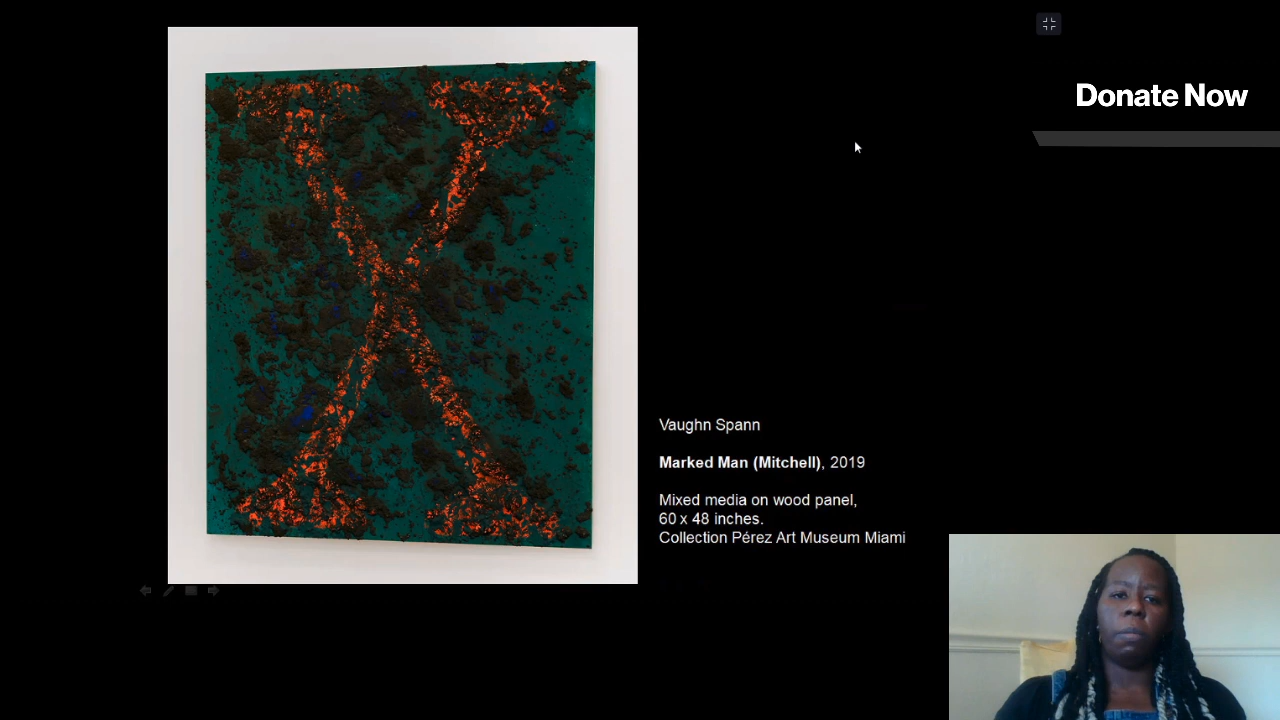 Donate Now
Vaughn Spann
Marked Man (Mitchell), 2019
Mixed media on wood panel,
60 x 48 inches.
Collection Pérez Art Museum Miami